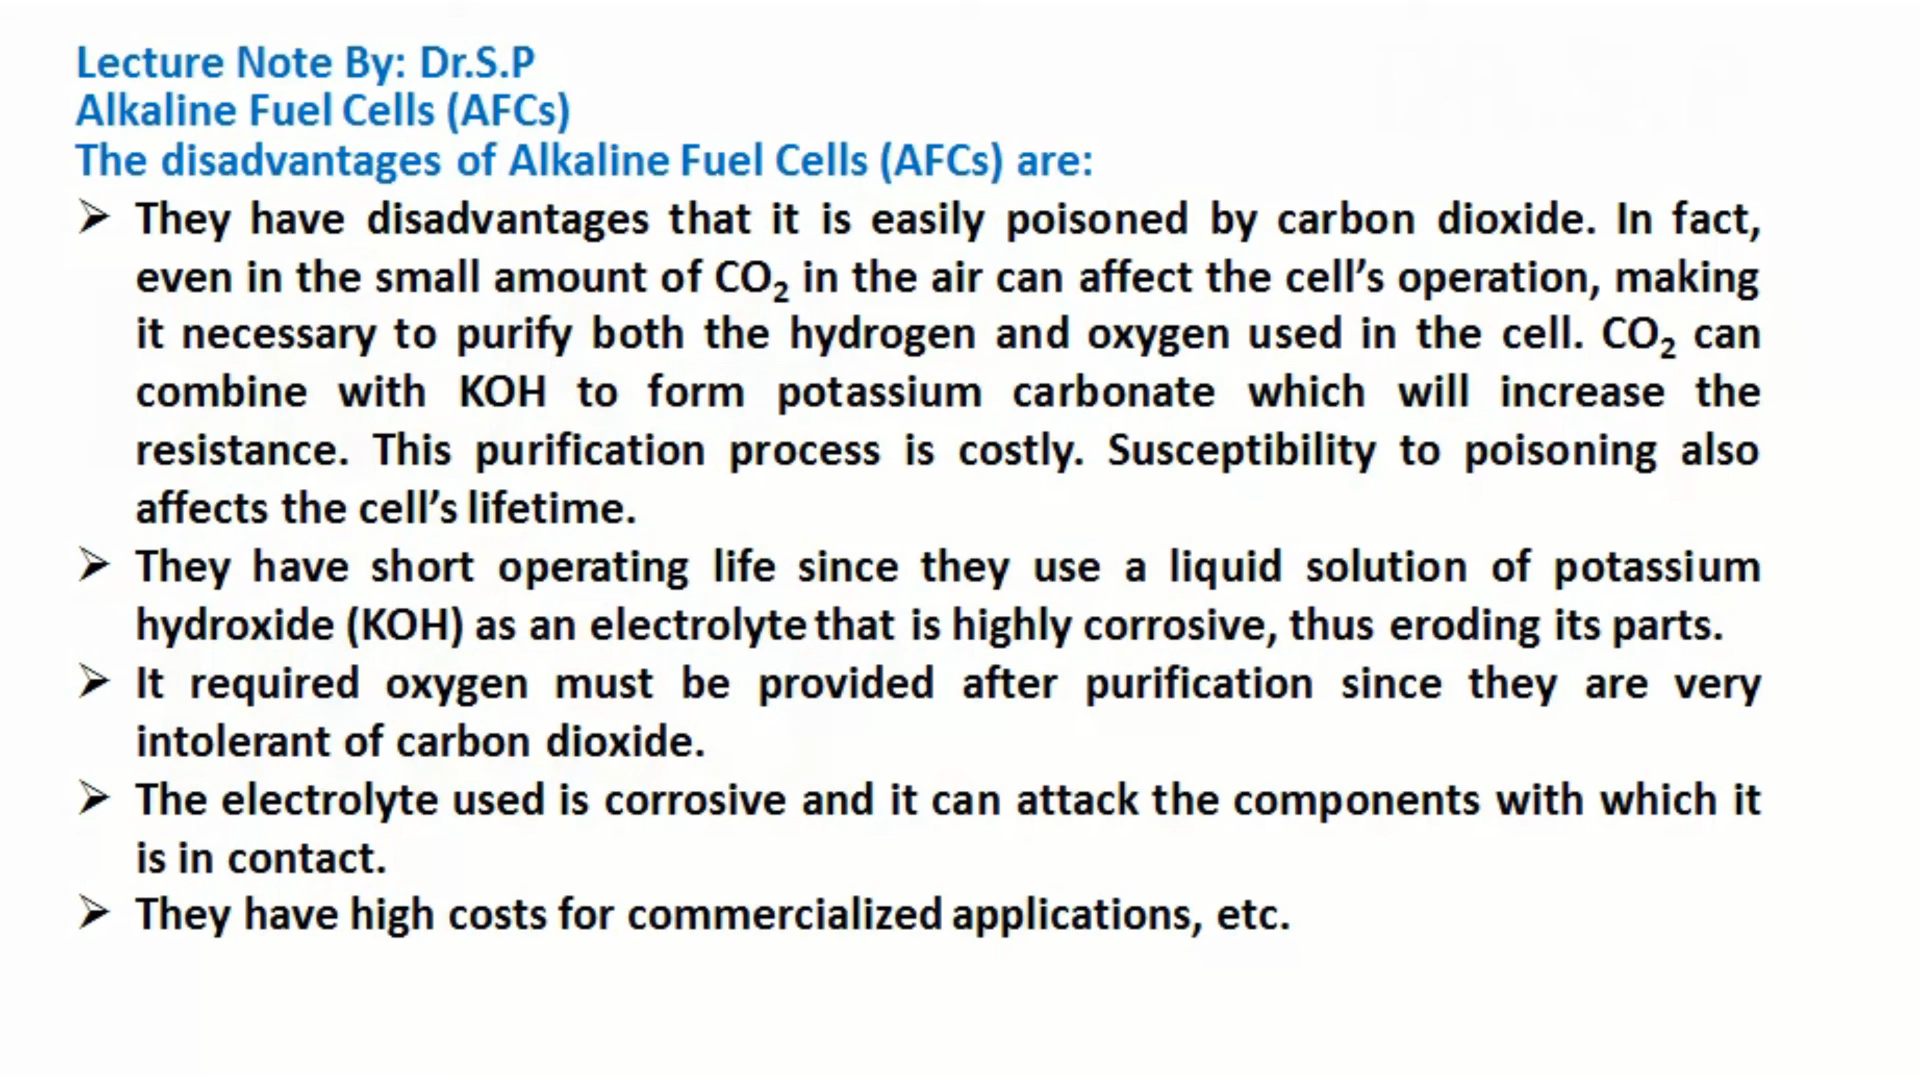 Lecture Note By: Dr.S.P
Alkaline Fuel Cells (AFCs)
The disadvantages of Alkaline Fuel Cells (AFCs) are:
➢ They have disadvantages that it is easily poisoned by carbon dioxide. In fact,
even in the small amount of CO₂ in the air can affect the cell’s operation, making
it necessary to purify both the hydrogen and oxygen used in the cell. CO₂ can
combine with KOH to form potassium carbonate which will increase the
resistance. This purification process is costly. Susceptibility to poisoning also
affects the cell’s lifetime.
➢ They have short operating life since they use a liquid solution of potassium
hydroxide (KOH) as an electrolyte that is highly corrosive, thus eroding its parts.
➢ It required oxygen must be provided after purification since they are very
intolerant of carbon dioxide.
➢ The electrolyte used is corrosive and it can attack the components with which it
is in contact.
➢ They have high costs for commercialized applications, etc.